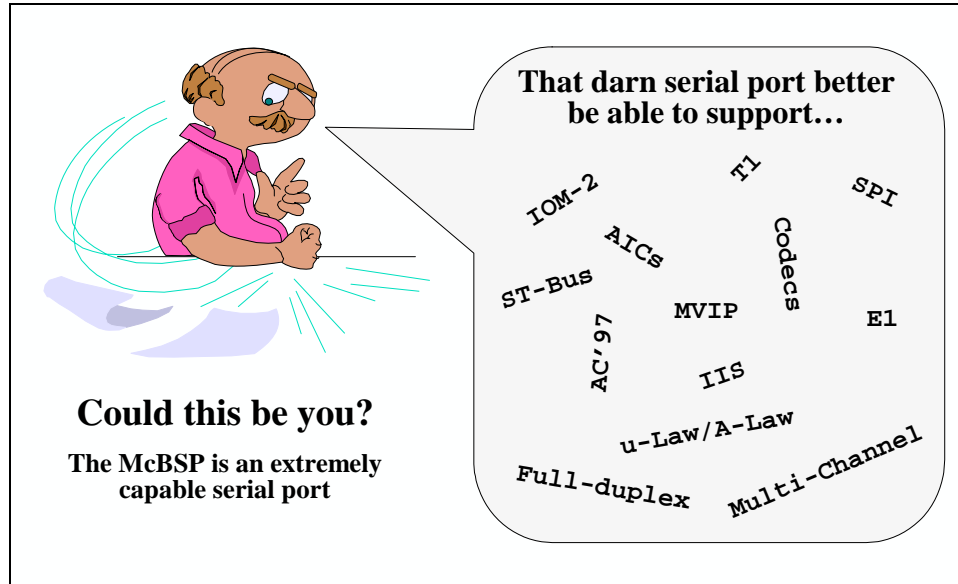 That darn serial port better
be able to support…
IOM-2
T1
SPI
AICs
Codecs
ST-Bus
MVIP
E1
AC’97
IIS
u-Law/A-Law
Full-duplex
Multi-Channel
Could this be you?
The McBSP is an extremely
capable serial port